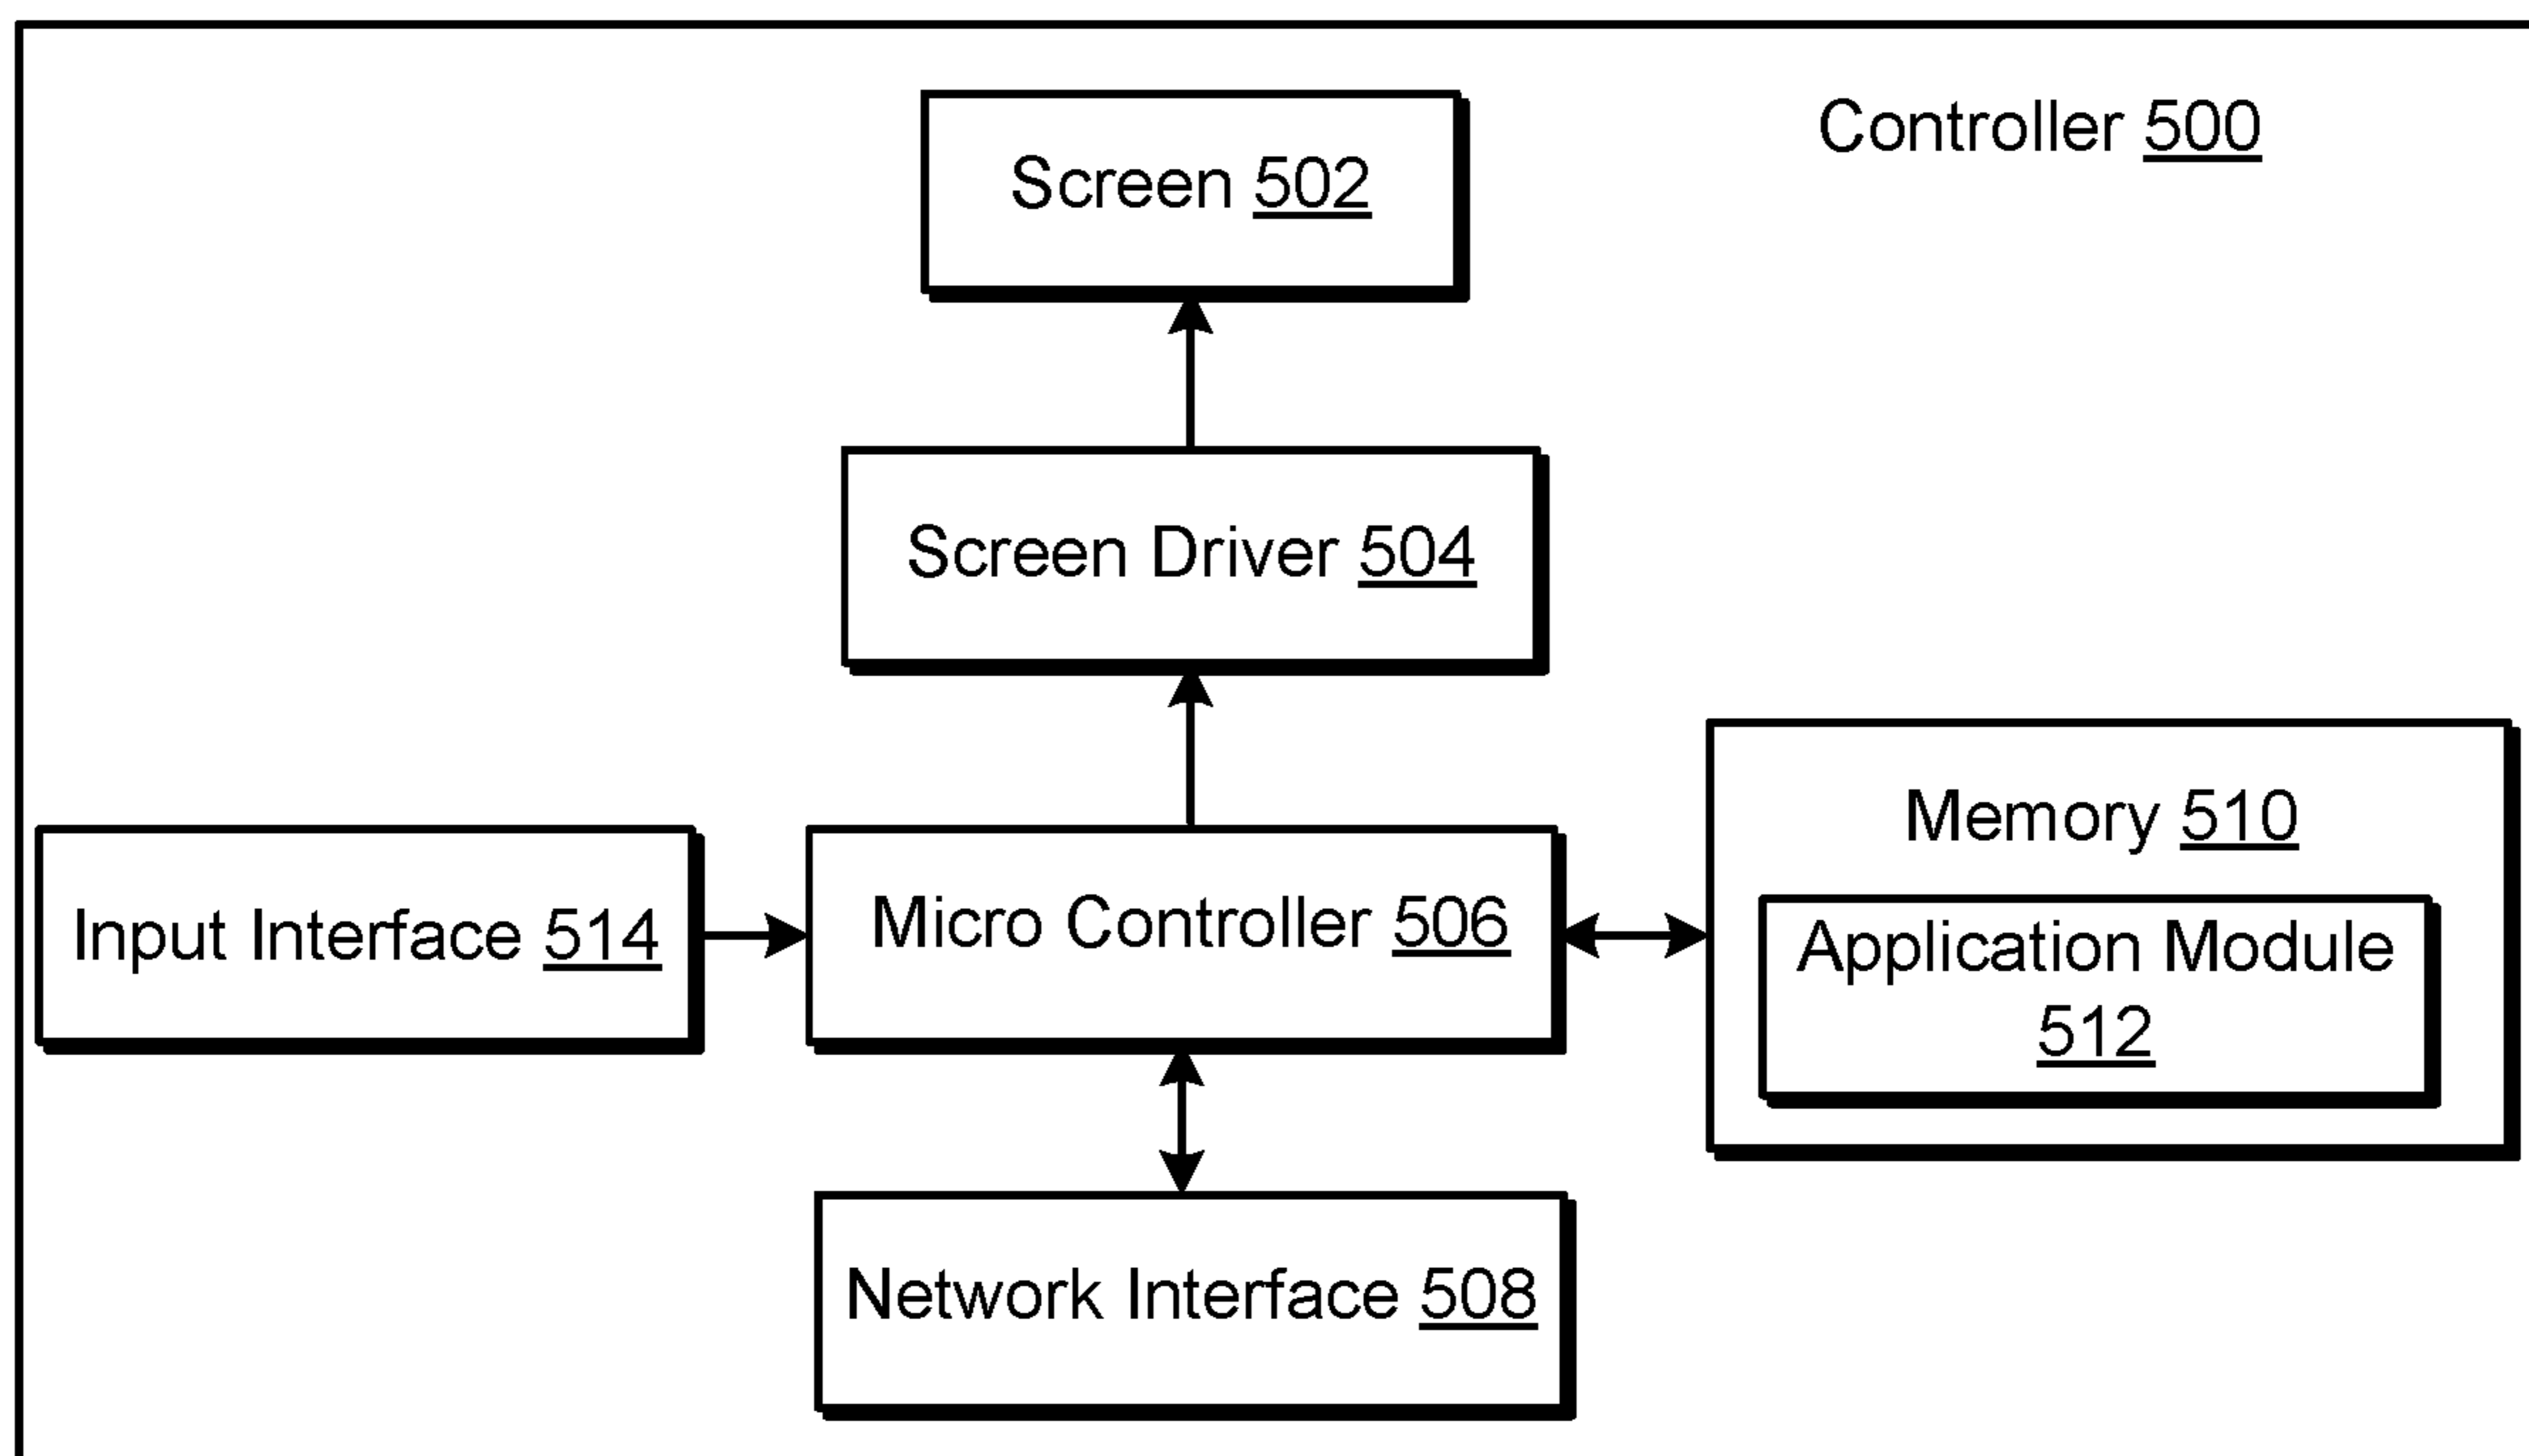 Controller 500
Screen 502
Screen Driver 504
Memory 510
Input Interface 514
Micro Controller 506
Application Module
512
Network Interface 508